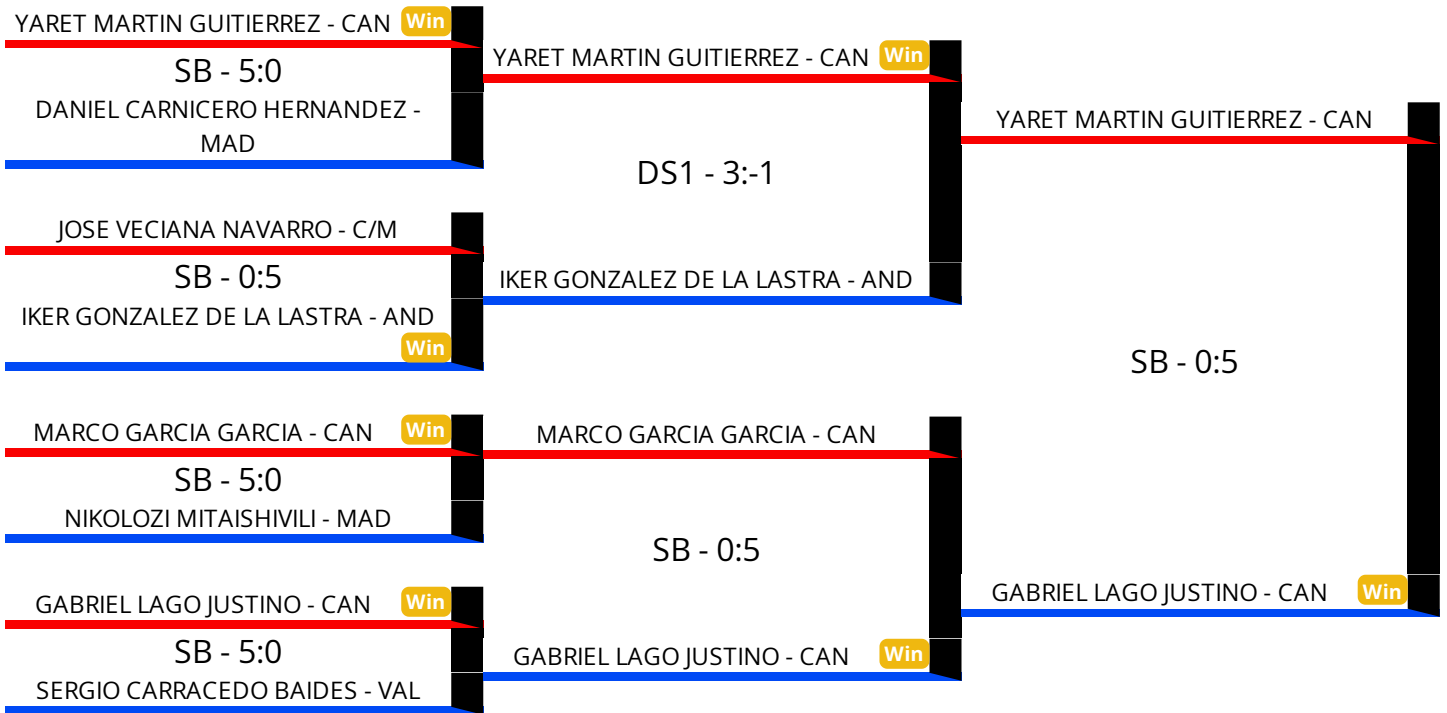 YARET MARTIN GUITIERREZ - CAN Win
SB - 5:0
DANIEL CARNICERO HERNANDEZ -
MAD
JOSE VECIANA NAVARRO - C/M
SB - 0:5
IKER GONZALEZ DE LA LASTRA - AND
Win
MARCO GARCIA GARCIA - CAN Win
SB - 5:0
NIKOLOZI MITAISHIVILI - MAD
GABRIEL LAGO JUSTINO - CAN Win
SB - 5:0
SERGIO CARRACEDO BAIDES - VAL
YARET MARTIN GUITIERREZ - CAN Win
DS1 - 3:-1
IKER GONZALEZ DE LA LASTRA - AND
MARCO GARCIA GARCIA - CAN
SB - 0:5
GABRIEL LAGO JUSTINO - CAN Win
YARET MARTIN GUITIERREZ - CAN
SB - 0:5
GABRIEL LAGO JUSTINO - CAN Win